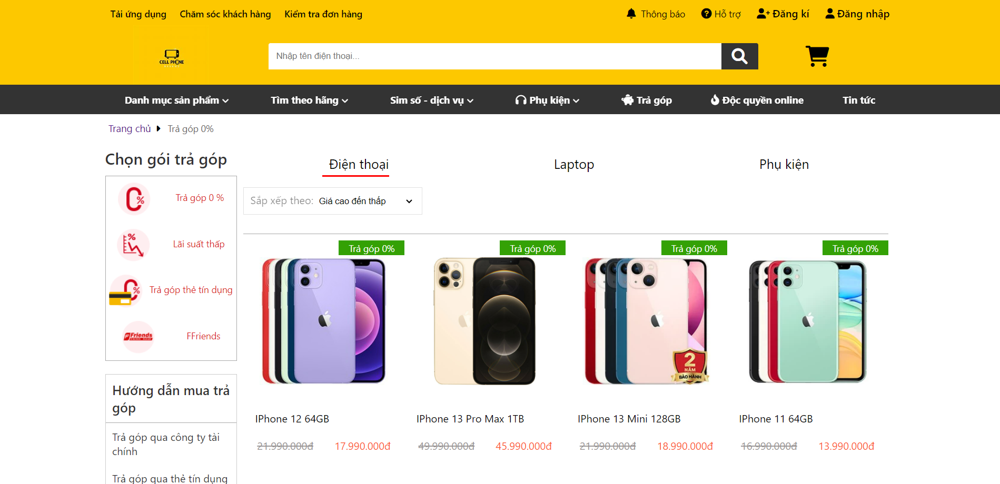 Tải ứng dụng Chăm sóc khách hàng Kiểm tra đơn hàng Thông báo Hỗ trợ Đăng kí Đăng nhập
CELL PHONE
Nhập tên điện thoại...
Danh mục sản phẩm Tìm theo hãng Sim số - dịch vụ Phụ kiện Trả góp Độc quyền online Tin tức
Trang chủ Trả góp 0%
Chọn gói trả góp
Điện thoại Laptop Phụ kiện
Sắp xếp theo: Giá cao đến thấp
% Trả góp 0 %
% Lãi suất thấp
% Trả góp thẻ tín dụng
FFriends FFriends
Hướng dẫn mua trả
góp
Trả góp qua công ty tài
chính
Trả góp qua thẻ tín dụng
Trả góp 0% Trả góp 0% Trả góp 0% Trả góp 0%
2
NĂM
BẢO HÀNH
IPhone 12 64GB IPhone 13 Pro Max 1TB IPhone 13 Mini 128GB IPhone 11 64GB
21.990.000đ 17.990.000đ 49.990.000đ 45.990.000đ 21.990.000đ 18.990.000đ 16.990.000đ 13.990.000đ